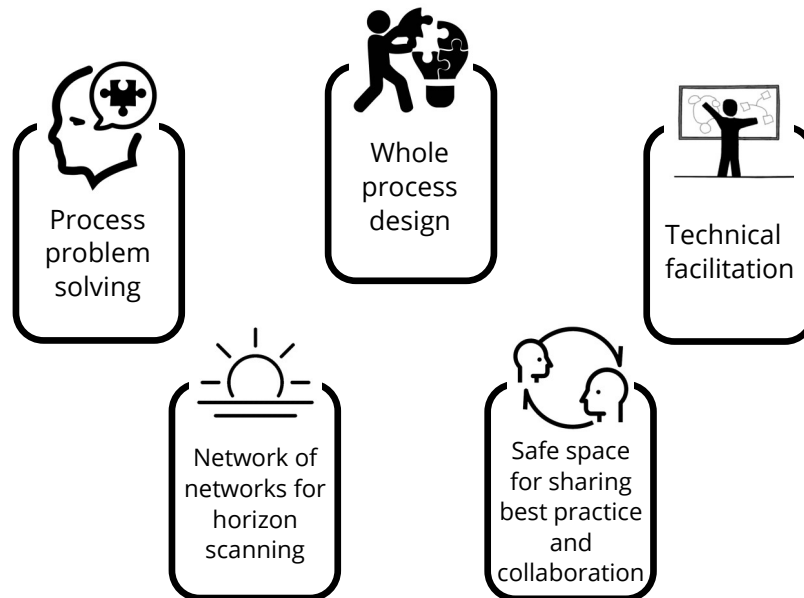 Process
problem
solving
Whole
process
design
Technical
facilitation
Network of
networks for
horizon
scanning
Safe space
for sharing
best practice
and
collaboration